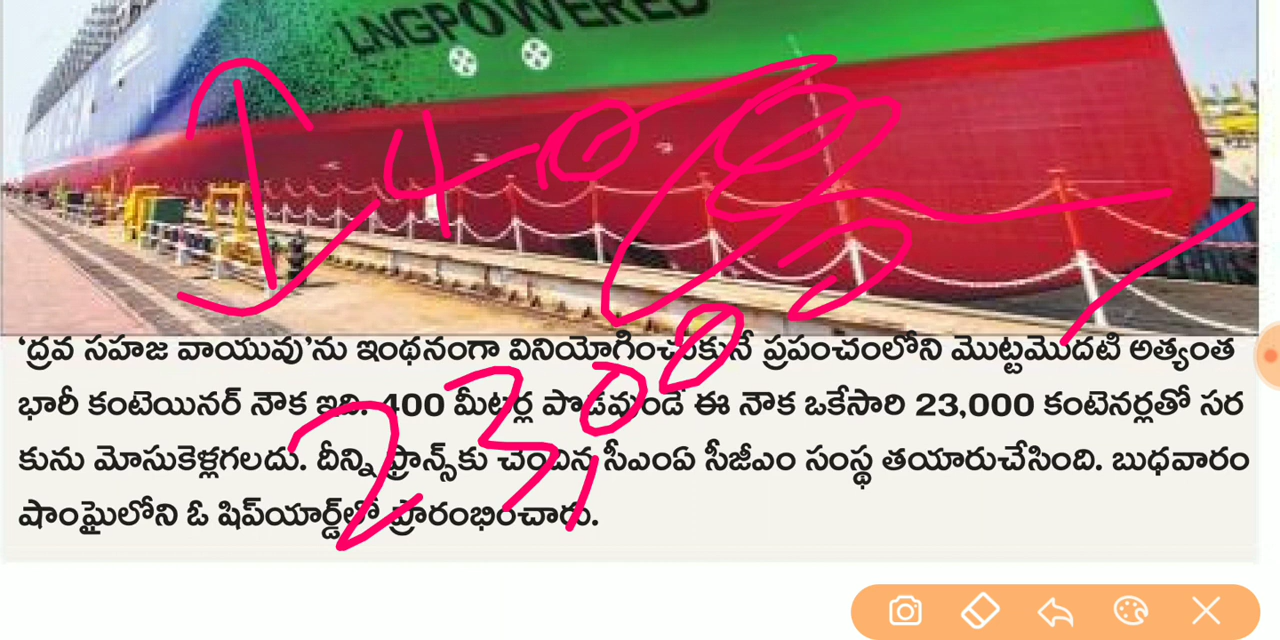 LNGPOWERED
I 400
‘ద్రవ సహజ వాయువు’ను ఇంధనంగా వినియోగించుకునే ప్రపంచంలోని మొట్టమొదటి అత్యంత
భారీ కంటెయినర్ నౌక ఇది. 400 మీటర్ల పొడవుండే ఈ నౌక ఒకేసారి 23,000 కంటెనర్లతో సర
కును మోసుకెళ్లగలదు. దీన్ని ఫ్రాన్స్‌కు చెందిన సీఎంఏ సీజీఎం సంస్థ తయారుచేసింది. బుధవారం
షాంఘైలోని ఓ షిప్‌యార్డ్‌లో ప్రారంభించారు.
23,000